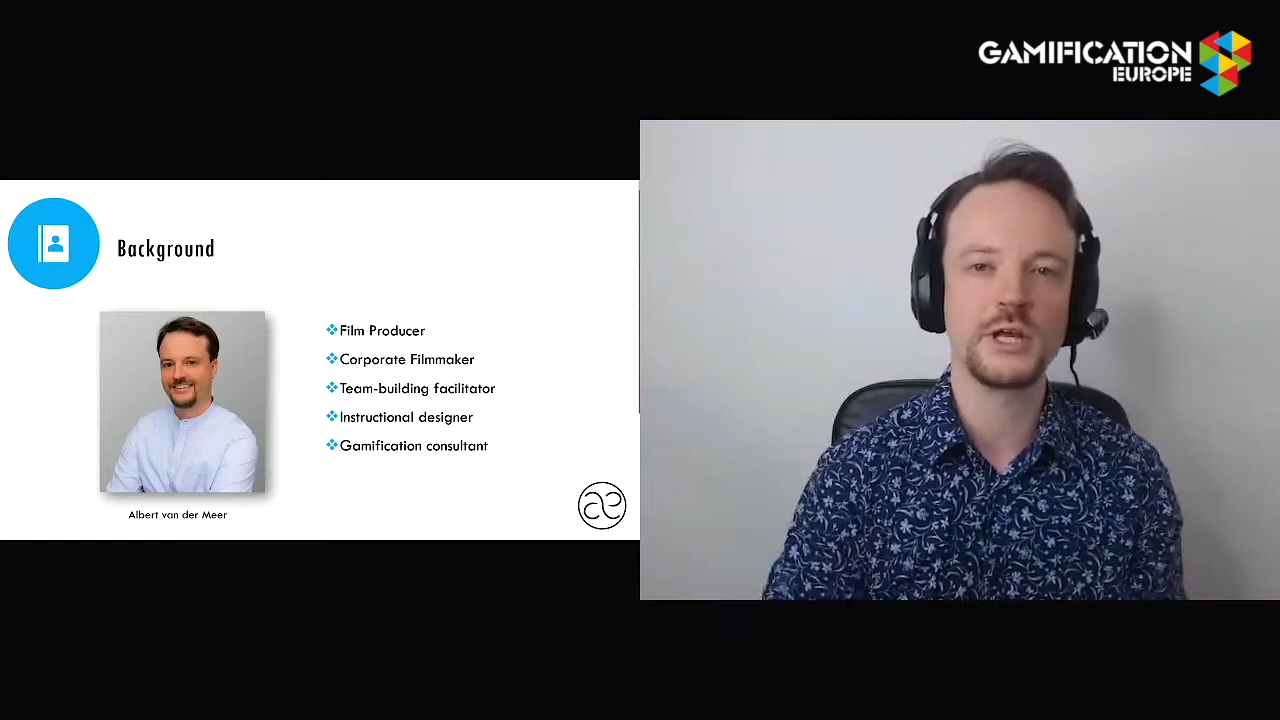 GAMIFICATION
EUROPE
Background
Film Producer
Corporate Filmmaker
Team-building facilitator
Instructional designer
Gamification consultant
Albert van der Meer